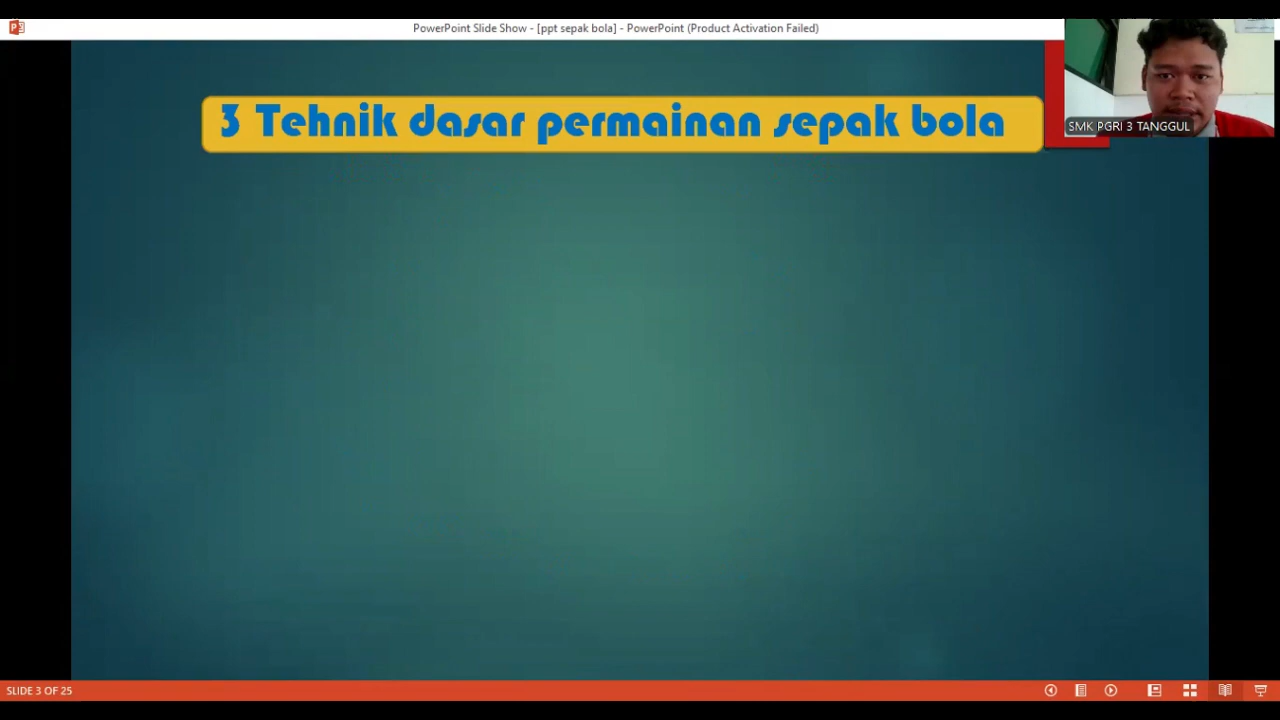 PowerPoint Slide Show - [ppt sepak bola] - PowerPoint (Product Activation Failed)
3 Tehnik dasar permainan sepak bola
SMK PGRI 3 TANGGUL
SLIDE 3 OF 25